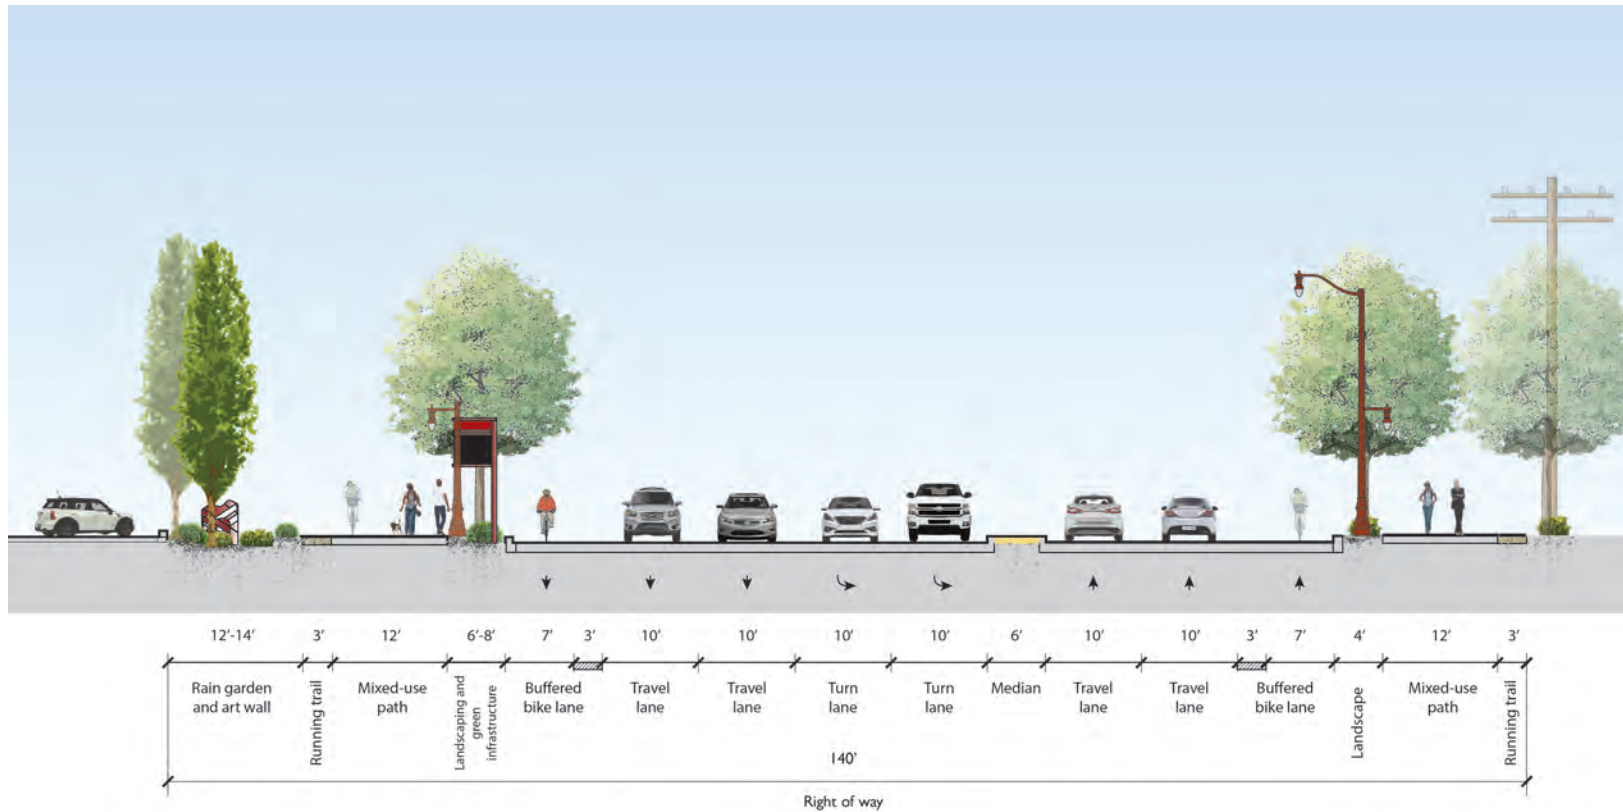 12'-14' 3' 12' 6'-8' 7' 3' 10' 10' 10' 10' 6' 10' 10' 3' 7' 4' 12' 3'
Rain garden
and art wall
Running trail
Mixed-use
path
Landscaping and
green
infrastructure
Buffered
bike lane
Travel
lane
Travel
lane
Turn
lane
Turn
lane
Median
Travel
lane
Travel
lane
Buffered
bike lane
Landscape
Mixed-use
path
Running trail
140'
Right of way